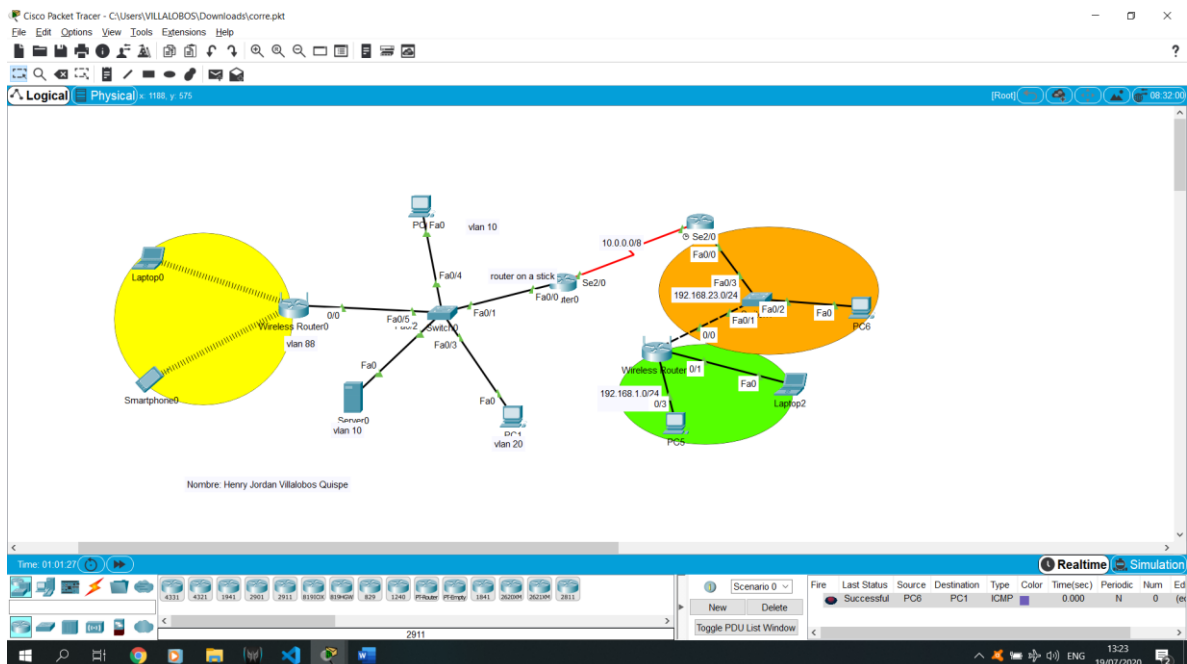 Cisco Packet Tracer - C:\Users\VILLALOBOS\Downloads\corre.pkt
File Edit Options View Tools Extensions Help
?
Logical Physical x: 1188, y: 575 [Root] 08:32:00
PC Fa0 vlan 10
Laptop0
Fa0/4
router on a stick
Fa0/0 uter0
Se2/0
10.0.0.0/8
Se2/0
Fa0/0
Fa0/3
192.168.23.0/24
Fa0/2 Fa0
Fa0/1
PC6
Wireless Router0
0/0
Fa0/5
Fa0/2
Switch0
Fa0/1
vlan 88
Fa0/3
0/0
Wireless Router
0/1
Fa0
Laptop2
Smartphone0
Fa0
Fa0
192.168.1.0/24
0/3
PC5
Server0
vlan 10
PC1
vlan 20
Nombre: Henry Jordan Villalobos Quispe
Time: 01:01:27
Realtime Simulation
4331 4321 1941 2901 2911 819IOX 819HGW 829 1240 PT-Router PT-Empty 1841 2620XM 2621XM 2811
2911
Scenario 0
New Delete
Toggle PDU List Window
Fire Last Status Source Destination Type Color Time(sec) Periodic Num Ed
Successful PC6 PC1 ICMP 0.000 N 0 (ed
ENG
13:23
19/07/2020